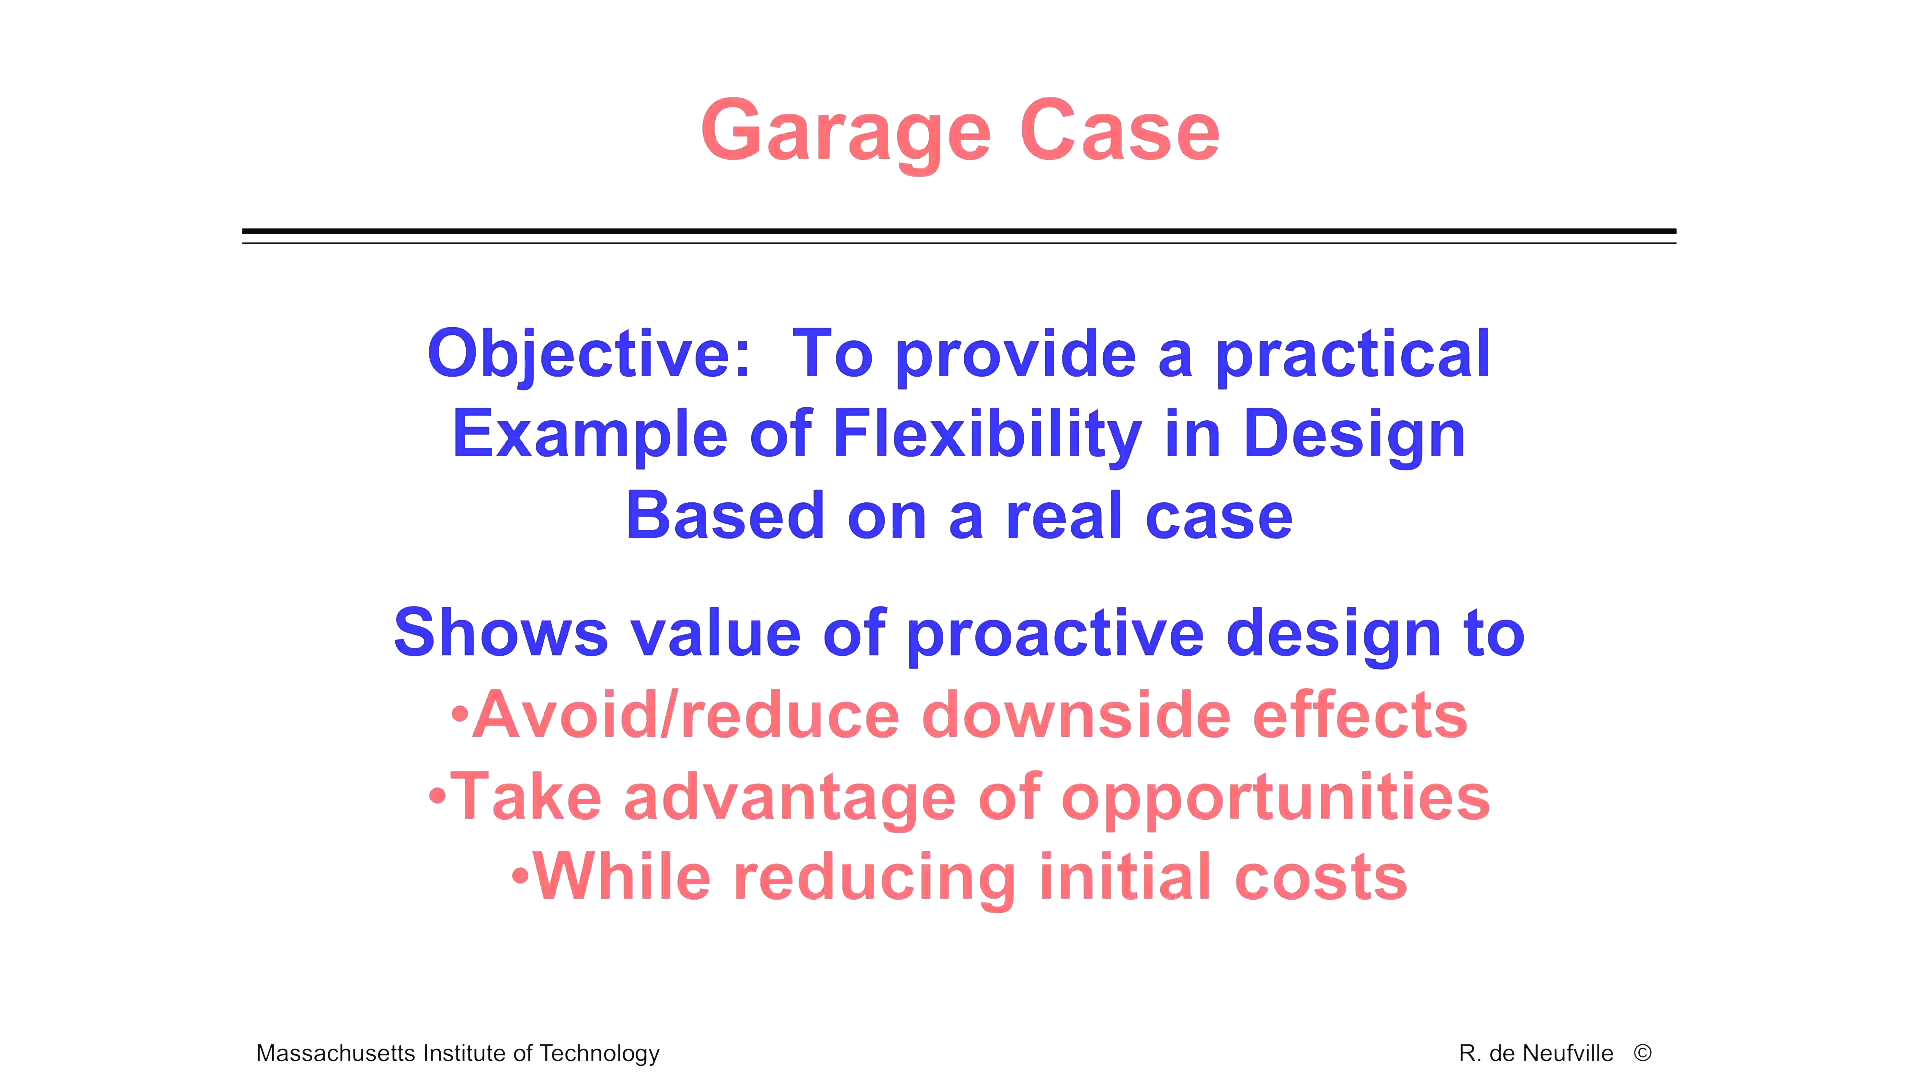 Garage Case
Objective:  To provide a practical
Example of Flexibility in Design
Based on a real case
Shows value of proactive design to
•Avoid/reduce downside effects
•Take advantage of opportunities
•While reducing initial costs
Massachusetts Institute of Technology
R. de Neufville ©